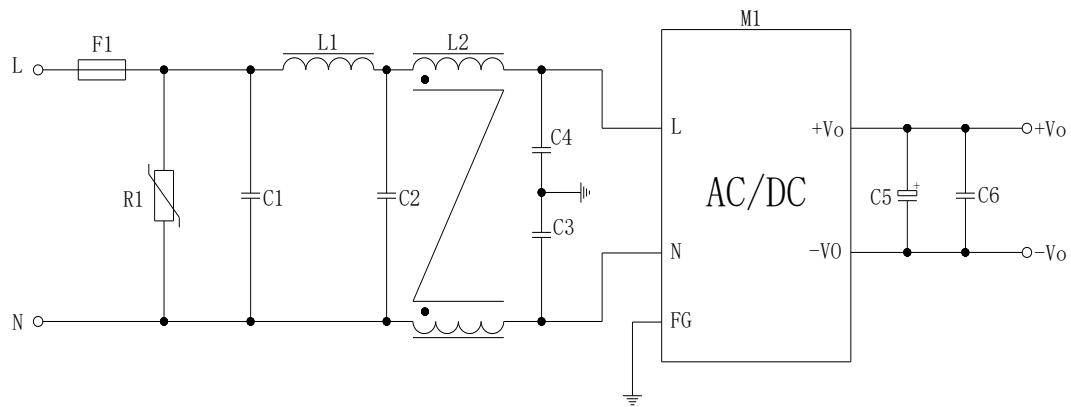 M1
F1
L1
L2
L
L
+Vo
+Vo
C4
AC/DC
R1
C1
C2
C5
+
C6
C3
N
-VO
-Vo
N
FG